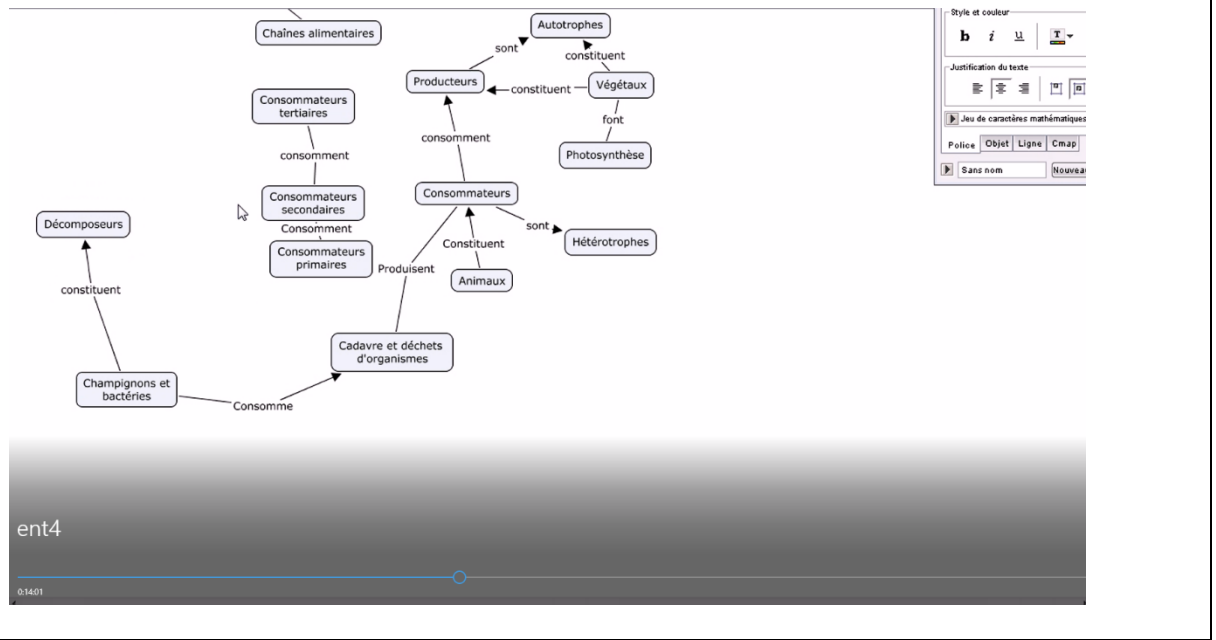 Chaînes alimentaires
Autotrophes
sont
constituent
Producteurs
constituent
Végétaux
font
Photosynthèse
Consommateurs
tertiaires
consomment
consomment
Consommateurs
secondaires
Consomment
Consommateurs
primaires
Consommateurs
sont
Hétérotrophes
Constituent
Produisent
Animaux
Décomposeurs
constituent
Cadavre et déchets
d'organismes
Champignons et
bactéries
Consomme
Style et couleur
b i u T
Justification du texte
Jeu de caractères mathématiques
Police Objet Ligne Cmap
Sans nom
Nouveau
ent4
0:14:01